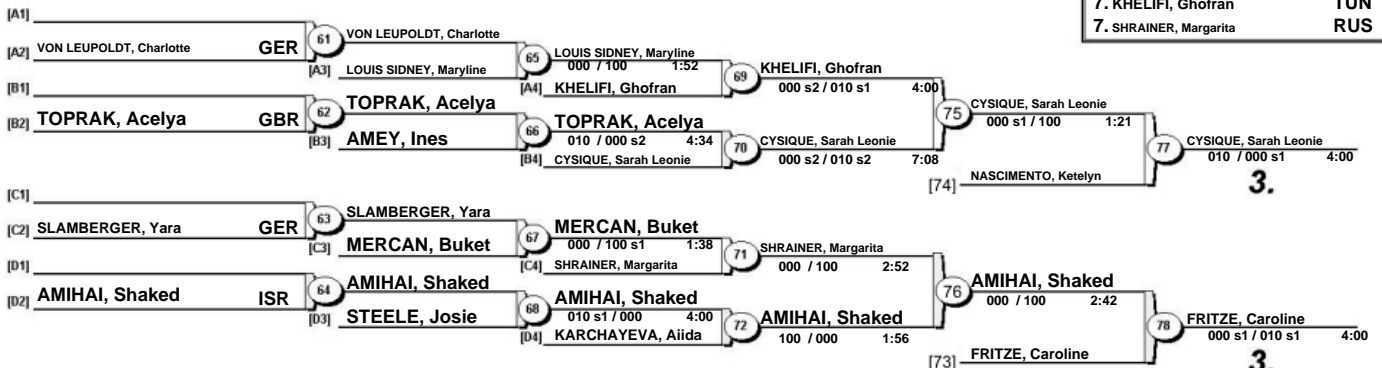 7. KHELIFI, Ghofran TUN
7. SHRAINER, Margarita RUS
[A1]
[A2] VON LEUPOLDT, Charlotte GER
61
VON LEUPOLDT, Charlotte
[A3] LOUIS SIDNEY, Maryline
65
LOUIS SIDNEY, Maryline
000 / 100 1:52
[A4] KHELIFI, Ghofran
69
KHELIFI, Ghofran
000 s2 / 010 s1 4:00
[B1]
[B2] TOPRAK, Acelya GBR
62
TOPRAK, Acelya
[B3] AMEY, Ines
66
TOPRAK, Acelya
010 / 000 s2 4:34
[B4] CYSIQUE, Sarah Leonie
70
CYSIQUE, Sarah Leonie
000 s2 / 010 s2 7:08
75
CYSIQUE, Sarah Leonie
000 s1 / 100 1:21
[74] NASCIMENTO, Ketelyn
77
CYSIQUE, Sarah Leonie
010 / 000 s1 4:00
3.
[C1]
[C2] SLAMBERGER, Yara GER
63
SLAMBERGER, Yara
[C3] MERCAN, Buket
67
MERCAN, Buket
000 / 100 s1 1:38
[C4] SHRAINER, Margarita
71
SHRAINER, Margarita
000 / 100 2:52
[D1]
[D2] AMIHAI, Shaked ISR
64
AMIHAI, Shaked
[D3] STEELE, Josie
68
AMIHAI, Shaked
010 s1 / 000 4:00
[D4] KARCHAYEVA, Aiida
72
AMIHAI, Shaked
100 / 000 1:56
76
AMIHAI, Shaked
000 / 100 2:42
[73] FRITZE, Caroline
78
FRITZE, Caroline
000 s1 / 010 s1 4:00
3.